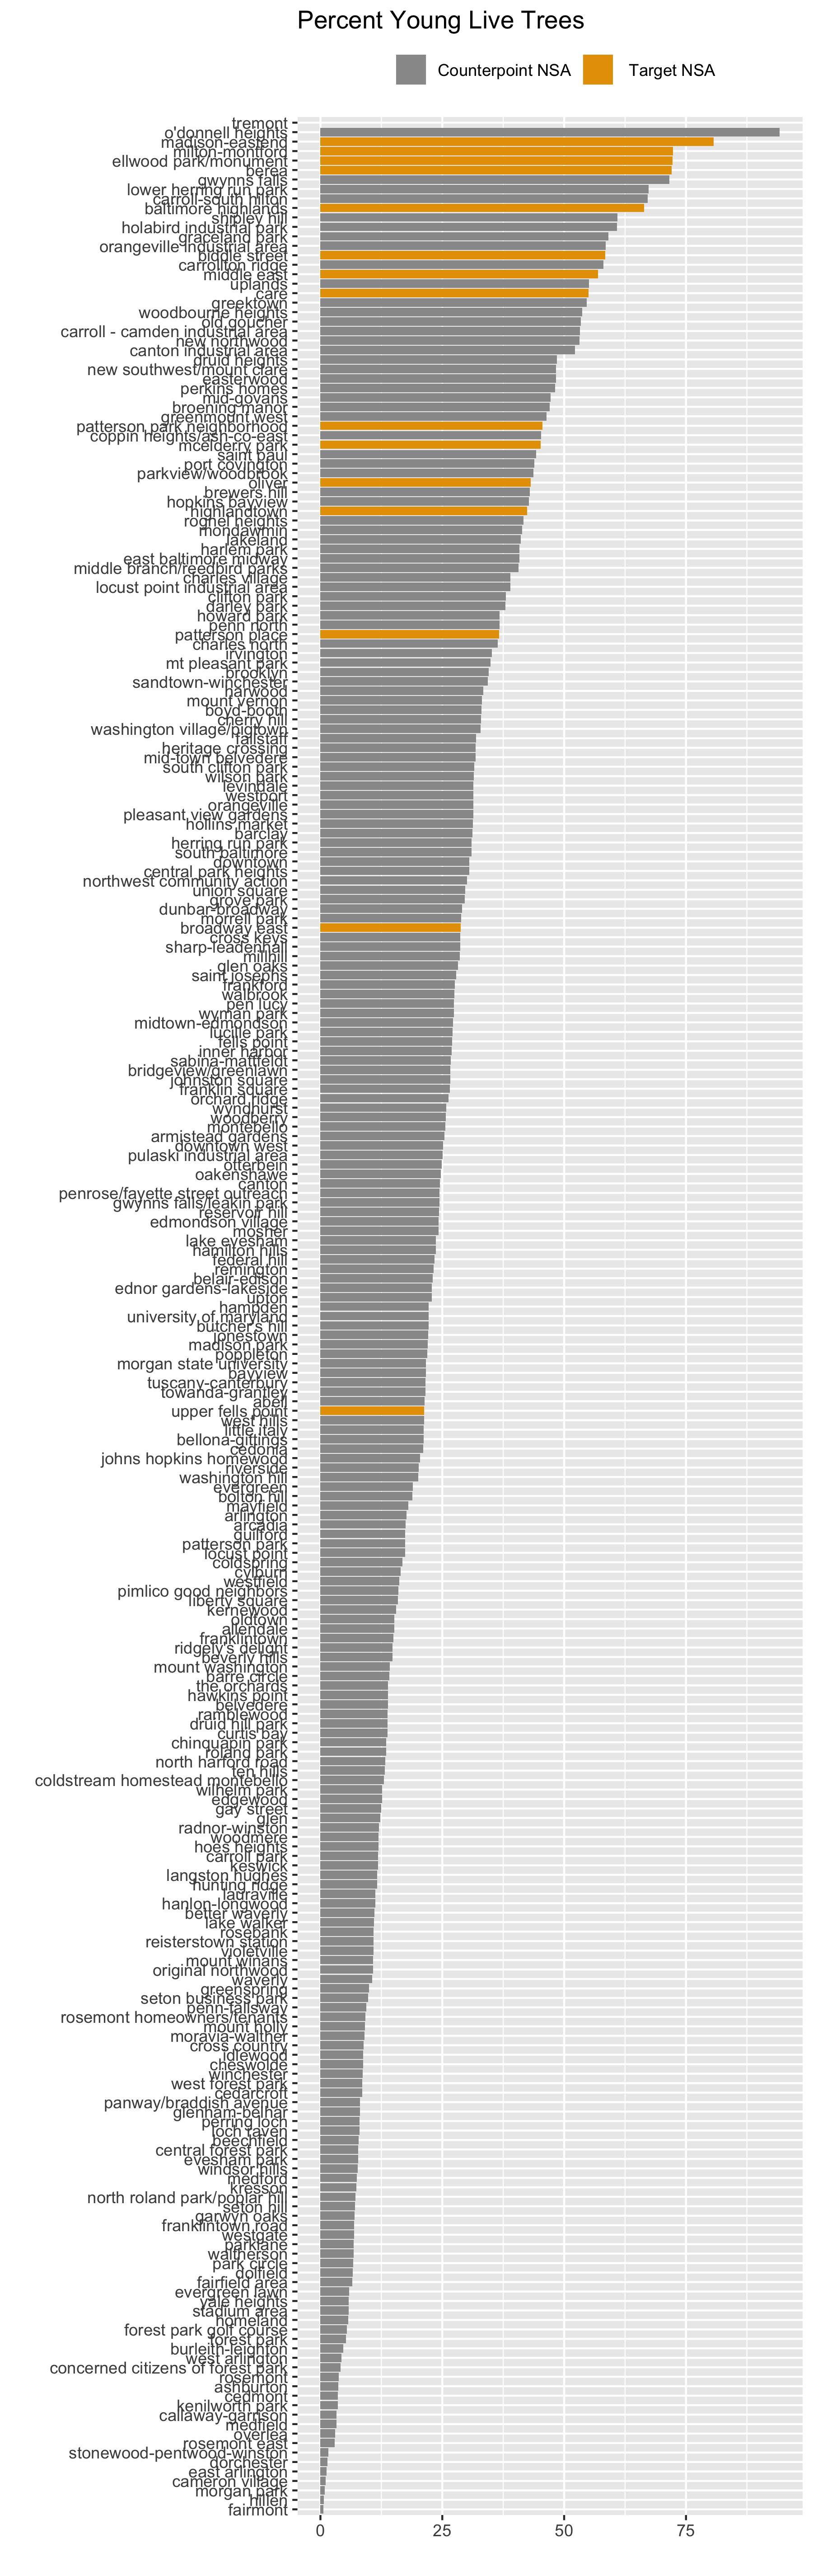 Percent Young Live Trees
Counterpoint NSA
Target NSA
tremont
o'donnell heights
madison-eastend
milton-montford
ellwood park/monument
berea
gwynns falls
lower herring run park
carroll-south hilton
baltimore highlands
shipley hill
holabird industrial park
graceland park
orangeville industrial area
biddle street
carrollton ridge
middle east
uplands
care
greektown
woodbourne heights
old goucher
carroll - camden industrial area
new northwood
canton industrial area
druid heights
new southwest/mount clare
easterwood
perkins homes
mid-govans
broening manor
greenmount west
patterson park neighborhood
coppin heights/ash-co-east
mcelderry park
saint paul
port covington
parkview/woodbrook
oliver
brewers hill
hopkins bayview
highlandtown
rognel heights
mondawmin
lakeland
harlem park
east baltimore midway
middle branch/reedbird parks
charles village
locust point industrial area
clifton park
darley park
howard park
penn north
patterson place
charles north
irvington
mt pleasant park
brooklyn
sandtown-winchester
harwood
mount vernon
boyd-booth
cherry hill
washington village/pigtown
fallstaff
heritage crossing
mid-town belvedere
south clifton park
wilson park
levindale
westport
orangeville
pleasant view gardens
hollins market
barclay
herring run park
south baltimore
downtown
central park heights
northwest community action
union square
grove park
dunbar-broadway
morrell park
broadway east
cross keys
sharp-leadenhall
millhill
glen oaks
saint josephs
frankford
walbrook
pen lucy
wyman park
midtown-edmondson
lucille park
fells point
inner harbor
sabina-mattfeldt
bridgeview/greenlawn
johnston square
franklin square
orchard ridge
wyndhurst
woodberry
montebello
armistead gardens
downtown west
pulaski industrial area
otterbein
oakenshawe
canton
penrose/fayette street outreach
gwynns falls/leakin park
reservoir hill
edmondson village
mosher
lake evesham
hamilton hills
federal hill
remington
belair-edison
ednor gardens-lakeside
upton
hampden
university of maryland
butcher's hill
jonestown
madison park
poppleton
morgan state university
bayview
tuscany-canterbury
towanda-grantley
abell
upper fells point
west hills
little italy
bellona-gittings
cedonia
johns hopkins homewood
riverside
washington hill
evergreen
bolton hill
mayfield
arlington
arcadia
guilford
patterson park
locust point
coldspring
cylburn
westfield
pimlico good neighbors
liberty square
kernewood
oldtown
allendale
franklintown
ridgely's delight
beverly hills
mount washington
barre circle
the orchards
hawkins point
belvedere
ramblewood
druid hill park
curtis bay
chinquapin park
roland park
north harford road
ten hills
coldstream homestead montebello
wilhelm park
edgewood
gay street
glen
radnor-winston
woodmere
hoes heights
carroll park
keswick
langston hughes
hunting ridge
lauraville
hanlon-longwood
better waverly
lake walker
rosebank
reisterstown station
violetville
mount winans
original northwood
waverly
greenspring
seton business park
penn-fallsway
rosemont homeowners/tenants
mount holly
moravia-walther
cross country
idlewood
cheswolde
winchester
west forest park
cedarcroft
panway/braddish avenue
glenham-belhar
perring loch
loch raven
beechfield
central forest park
evesham park
windsor hills
medford
kresson
north roland park/poplar hill
seton hill
garwyn oaks
franklintown road
westgate
parklane
waltherson
park circle
dolfield
fairfield area
evergreen lawn
yale heights
stadium area
homeland
forest park golf course
forest park
burleith-leighton
west arlington
concerned citizens of forest park
rosemont
ashburton
cedmont
kenilworth park
callaway-garrison
medfield
overlea
rosemont east
stonewood-pentwood-winston
dorchester
east arlington
cameron village
morgan park
hillen
fairmont
0
25
50
75